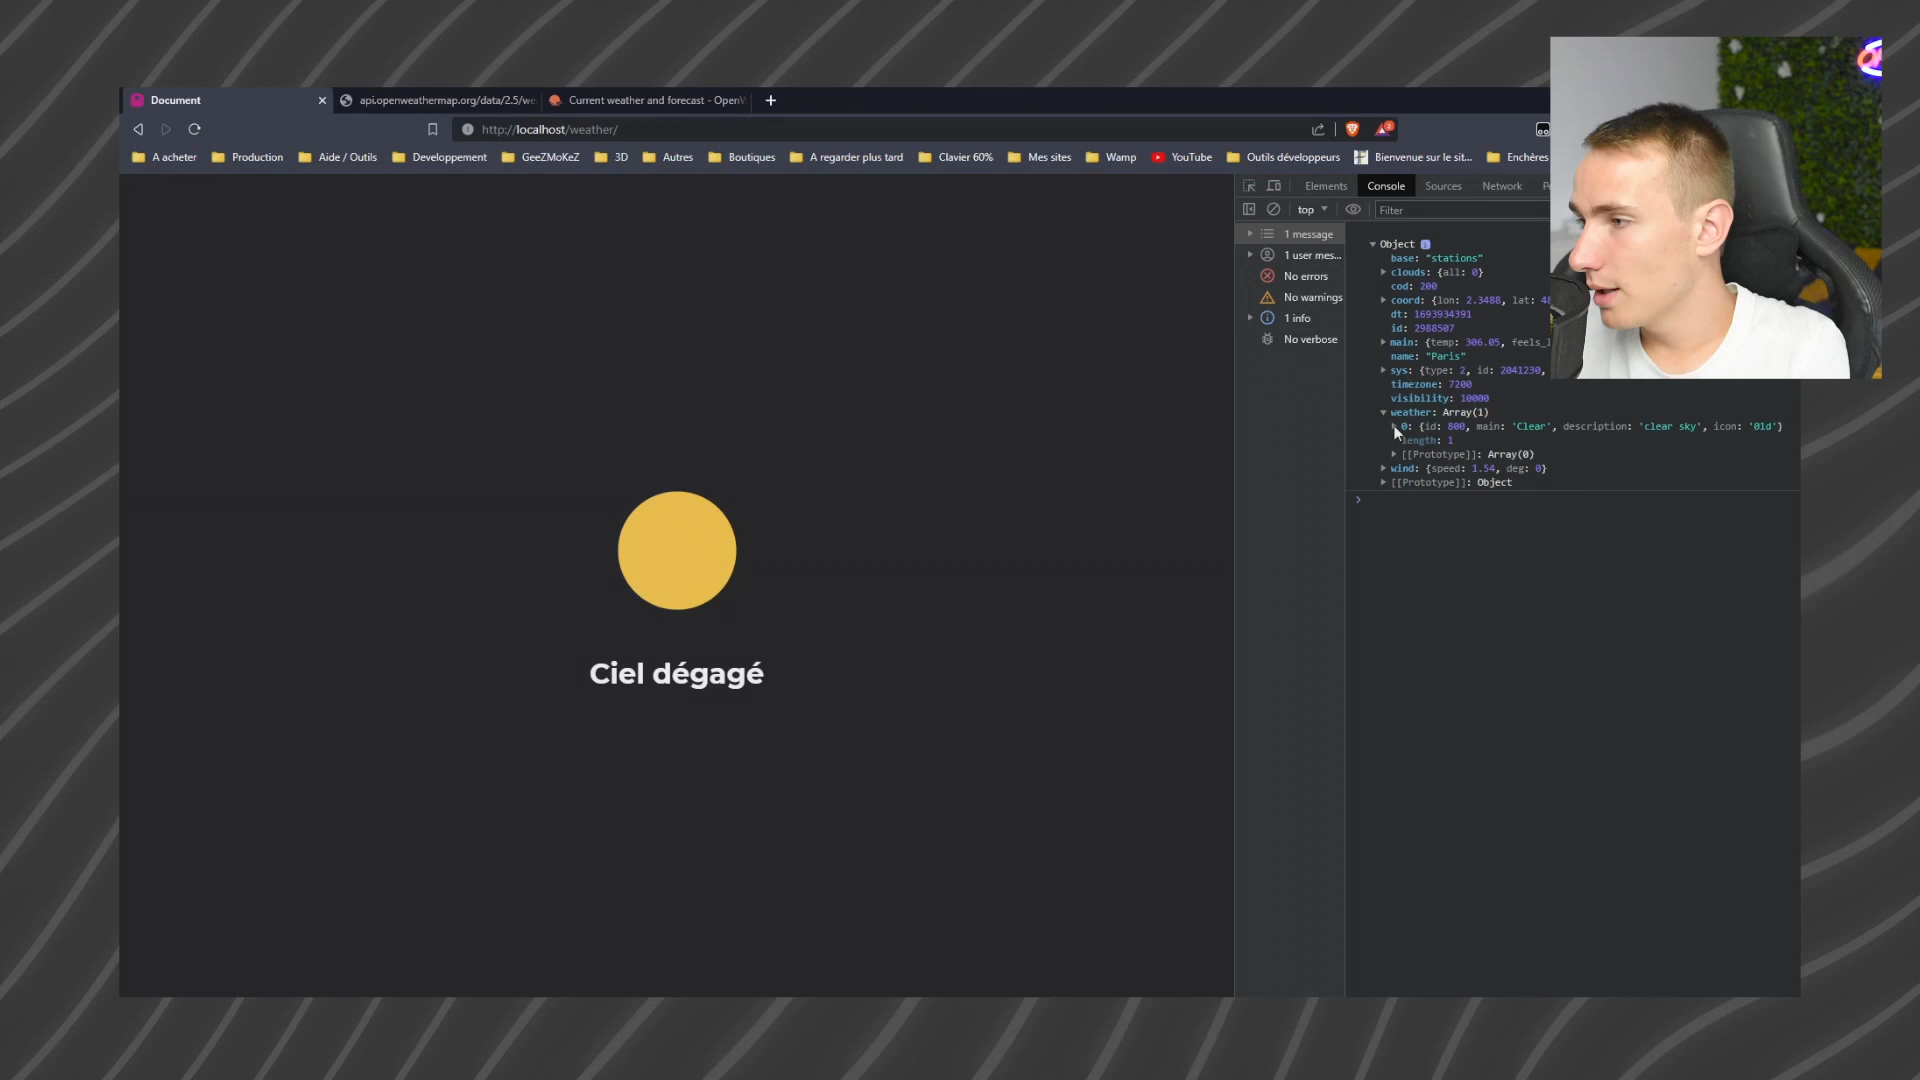 Document
api.openweathermap.org/data/2.5/we
Current weather and forecast - OpenW
http://localhost/weather/
2
A acheter
Production
Aide / Outils
Developpement
GeeZMoKeZ
3D
Autres
Boutiques
A regarder plus tard
Clavier 60%
Mes sites
Wamp
YouTube
Outils développeurs
Bienvenue sur le sit...
Enchères
Elements
Console
Sources
Network
top
Filter
1 message
1 user mes...
No errors
No warnings
1 info
No verbose
Object
base: "stations"
clouds: {all: 0}
cod: 200
coord: {lon: 2.3488, lat: 48
dt: 1693934391
id: 2988507
main: {temp: 306.05, feels_l
name: "Paris"
sys: {type: 2, id: 2041230,
timezone: 7200
visibility: 10000
weather: Array(1)
0: {id: 800, main: 'Clear', description: 'clear sky', icon: '01d'}
length: 1
[[Prototype]]: Array(0)
wind: {speed: 1.54, deg: 0}
[[Prototype]]: Object
Ciel dégagé